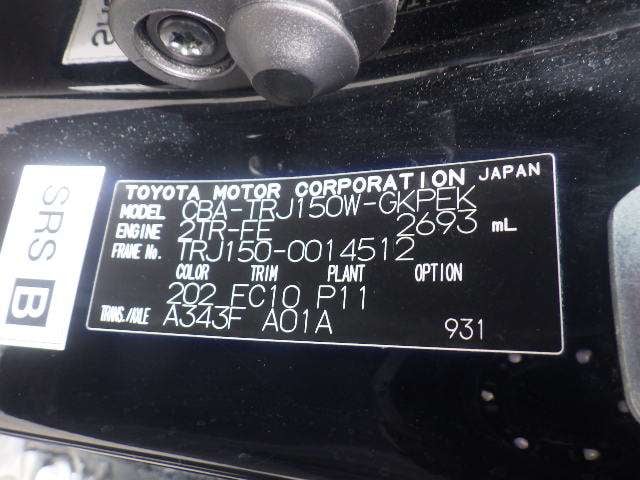 TOYOTA MOTOR CORPORATION JAPAN
MODEL CBA-TRJ150W-GKPEK
ENGINE 2TR-FE 2693 mL
FRAME No. TRJ150-0014512
COLOR TRIM PLANT OPTION
202 FC10 P11
TRANS./AXLE A343F A01A
931
SRS B